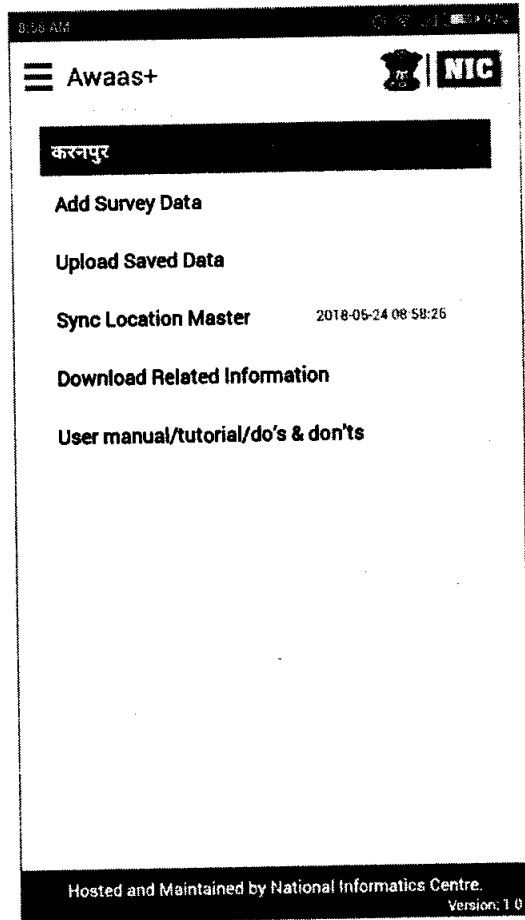 8:58 AM
Awaas+
NIC
करनपुर
Add Survey Data
Upload Saved Data
Sync Location Master 2018-06-24 08:58:26
Download Related Information
User manual/tutorial/do's & don'ts
Hosted and Maintained by National Informatics Centre.
Version: 1.0